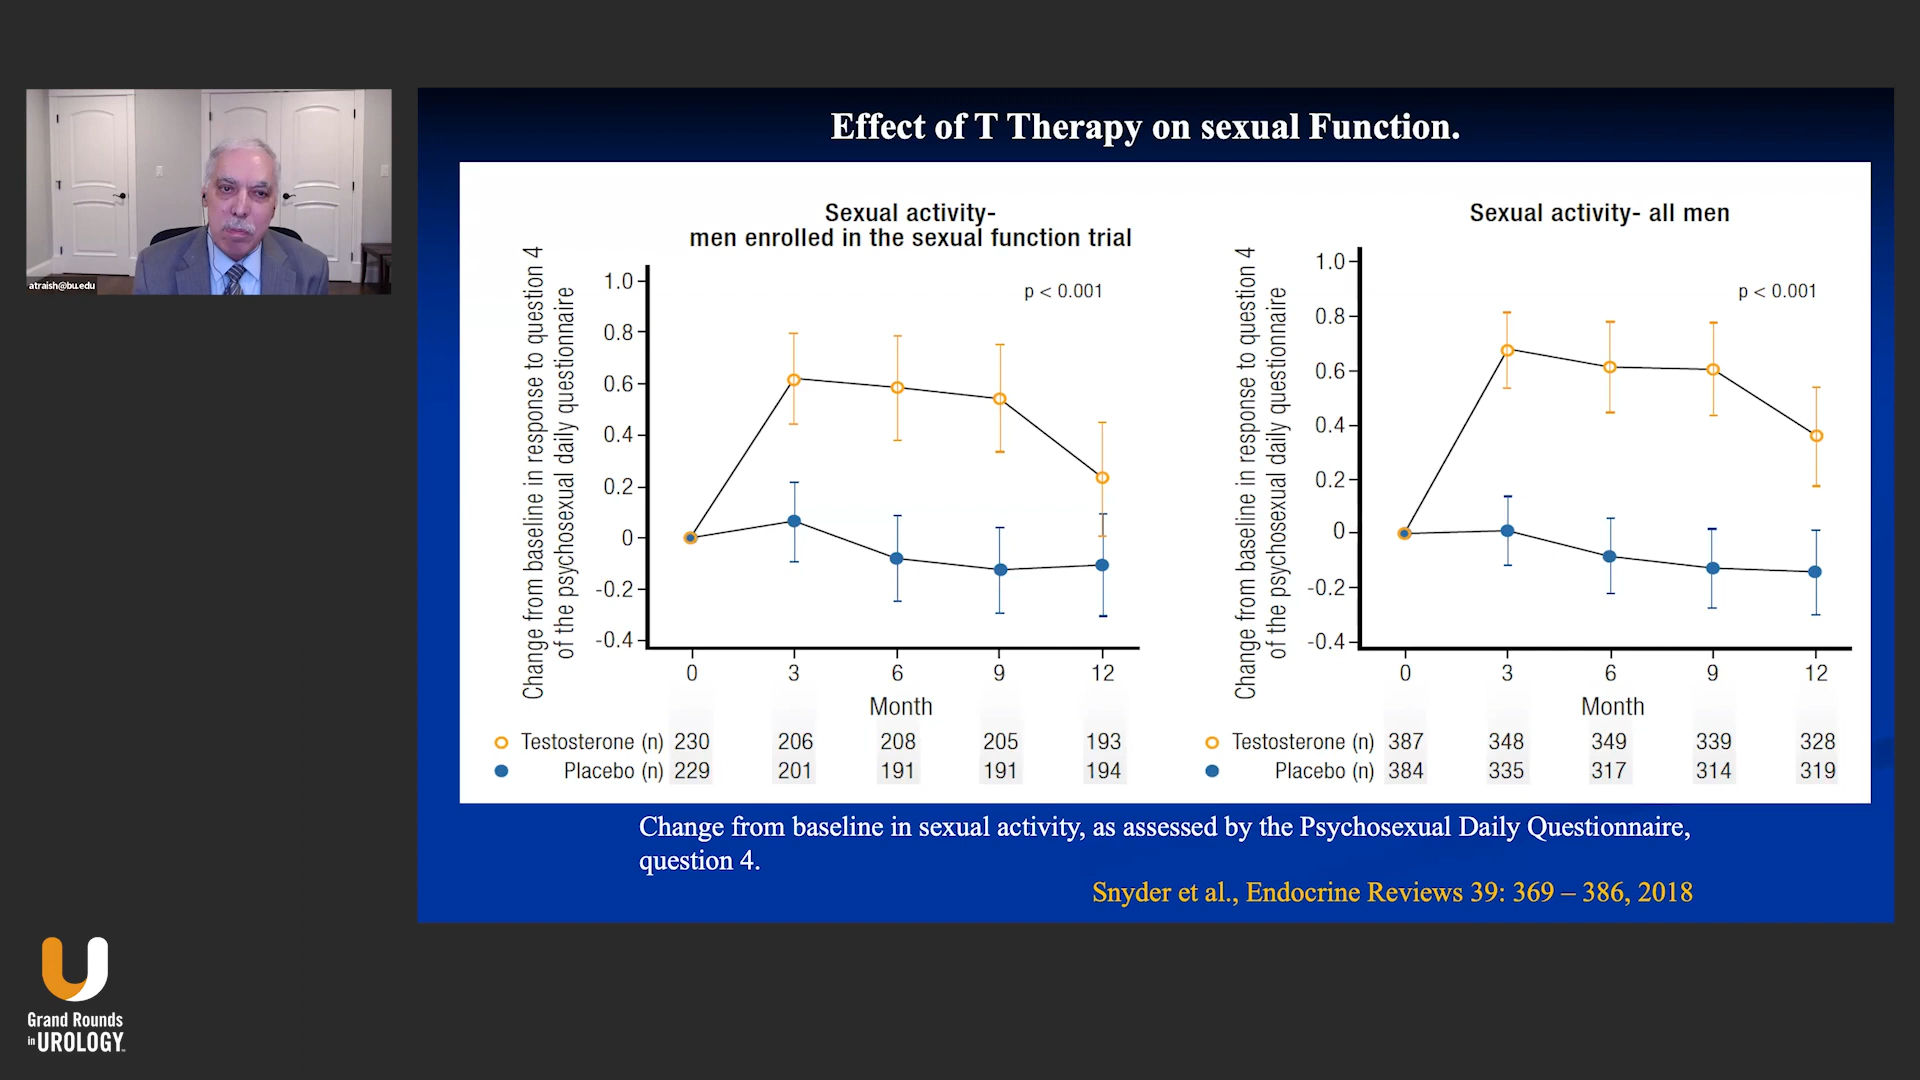 Effect of T Therapy on sexual Function.
atraish@bu.edu
Sexual activity-
men enrolled in the sexual function trial
p < 0.001
Change from baseline in response to question 4
of the psychosexual daily questionnaire
1.0
0.8
0.6
0.4
0.2
0
-0.2
-0.4
0 3 6 9 12
Month
Testosterone (n) 230 206 208 205 193
Placebo (n) 229 201 191 191 194
Sexual activity- all men
p < 0.001
Change from baseline in response to question 4
of the psychosexual daily questionnaire
1.0
0.8
0.6
0.4
0.2
0
-0.2
-0.4
0 3 6 9 12
Month
Testosterone (n) 387 348 349 339 328
Placebo (n) 384 335 317 314 319
Change from baseline in sexual activity, as assessed by the Psychosexual Daily Questionnaire,
question 4.
Snyder et al., Endocrine Reviews 39: 369 – 386, 2018
Grand Rounds
in UROLOGY